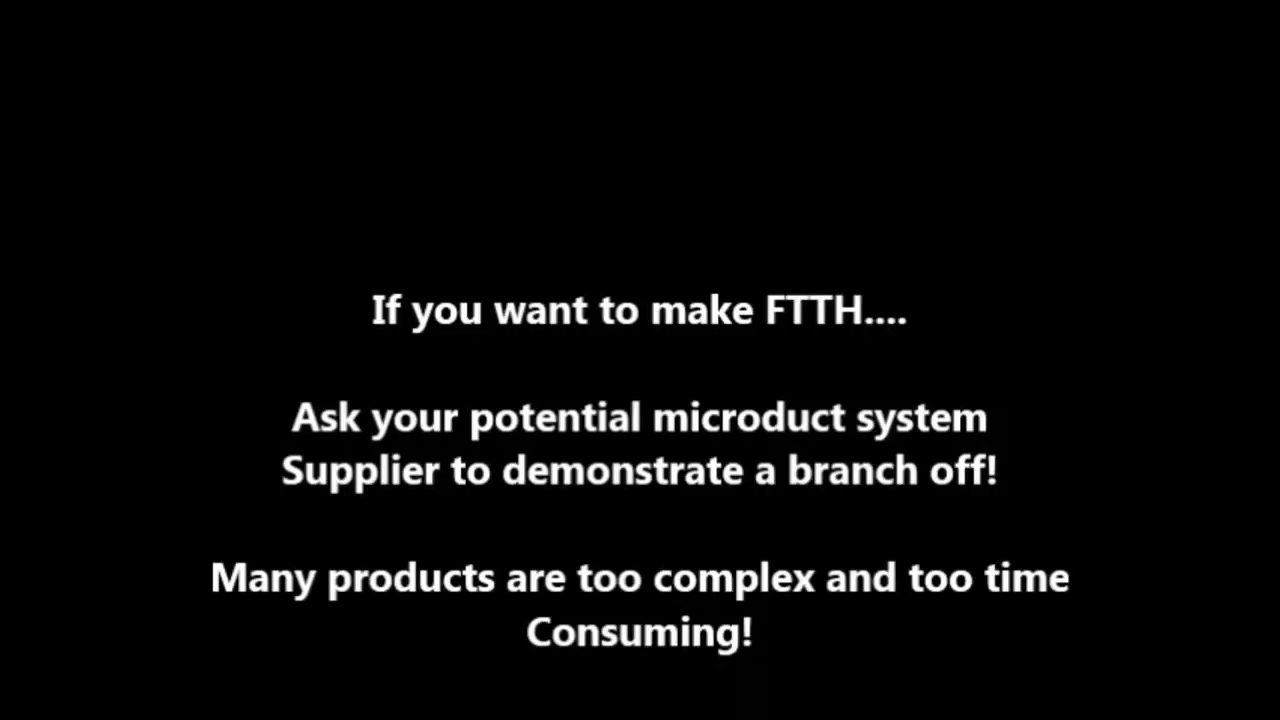 If you want to make FTTH....
Ask your potential microduct system
Supplier to demonstrate a branch off!
Many products are too complex and too time
Consuming!